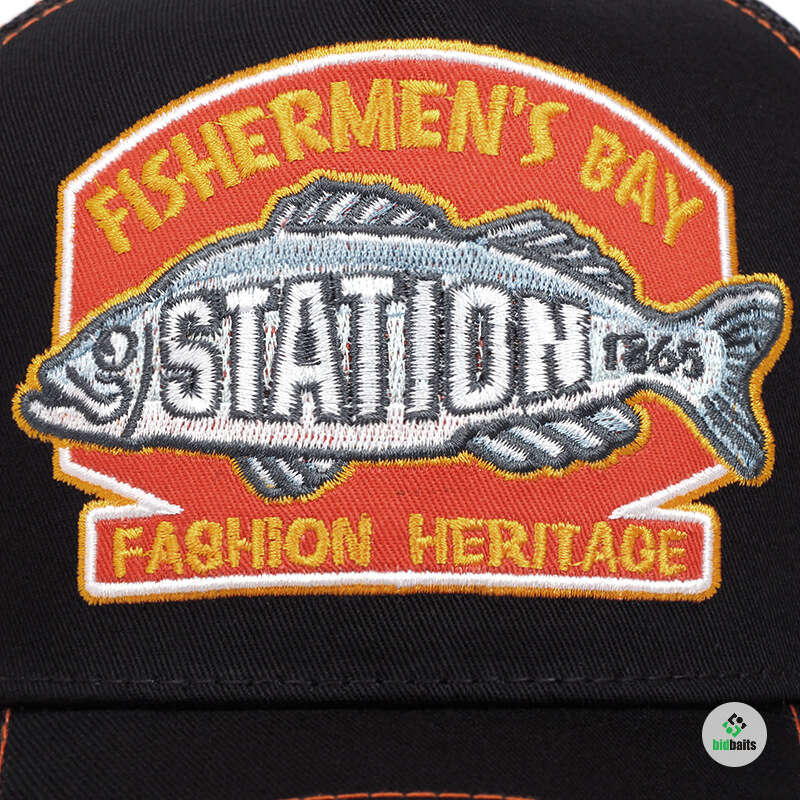 FISHERMEN'S BAY
STATION
1865
FASHION HERITAGE
bidbaits